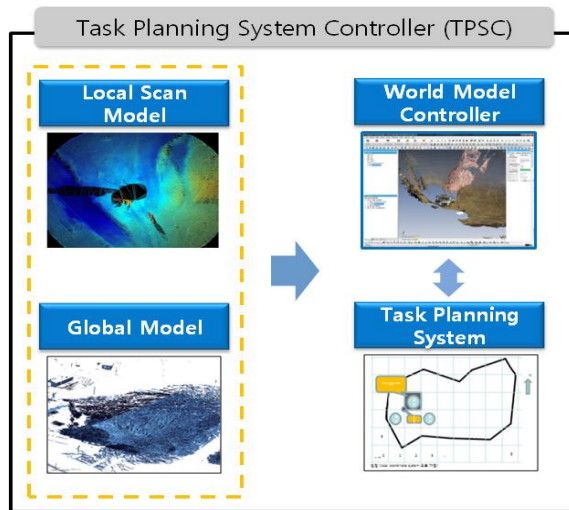 Task Planning System Controller (TPSC)
Local Scan
Model
World Model
Controller
Global Model
Task Planning
System